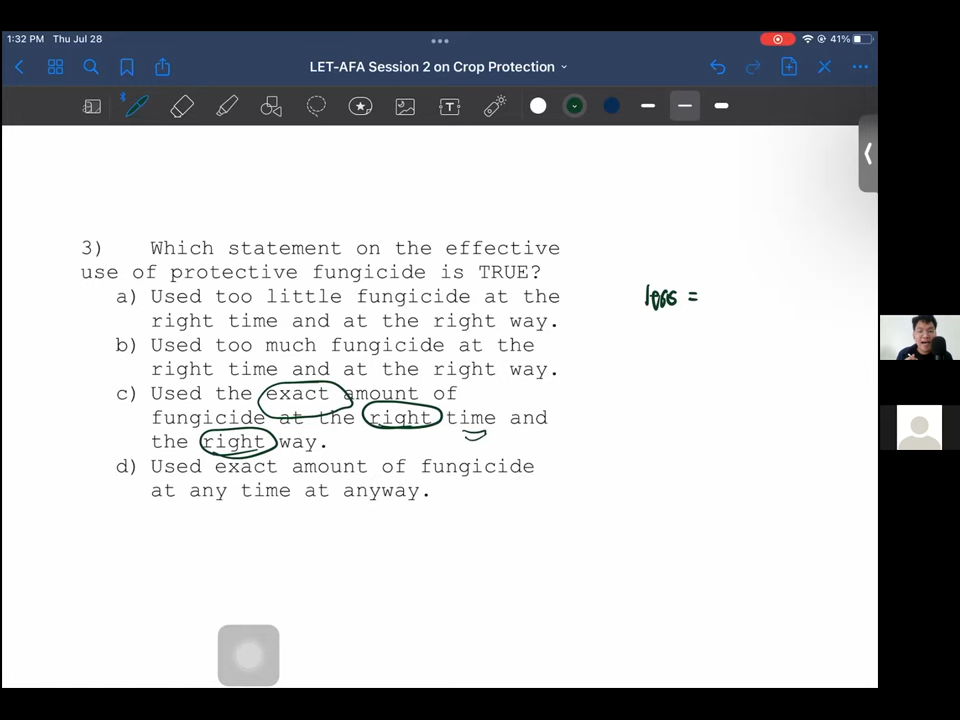 1:32 PM Thu Jul 28
41%
LET-AFA Session 2 on Crop Protection
T
3) Which statement on the effective
use of protective fungicide is TRUE?
a) Used too little fungicide at the
right time and at the right way.
b) Used too much fungicide at the
right time and at the right way.
c) Used the exact amount of
fungicide at the right time and
the right way.
d) Used exact amount of fungicide
at any time at anyway.
less =